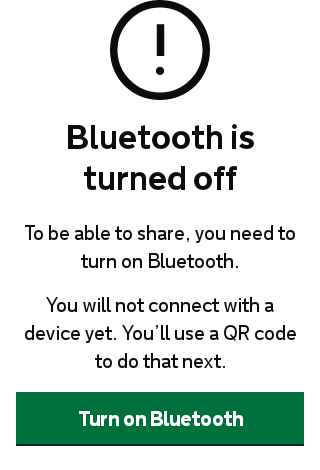 Bluetooth is
turned off
To be able to share, you need to
turn on Bluetooth.
You will not connect with a
device yet. You’ll use a QR code
to do that next.
Turn on Bluetooth